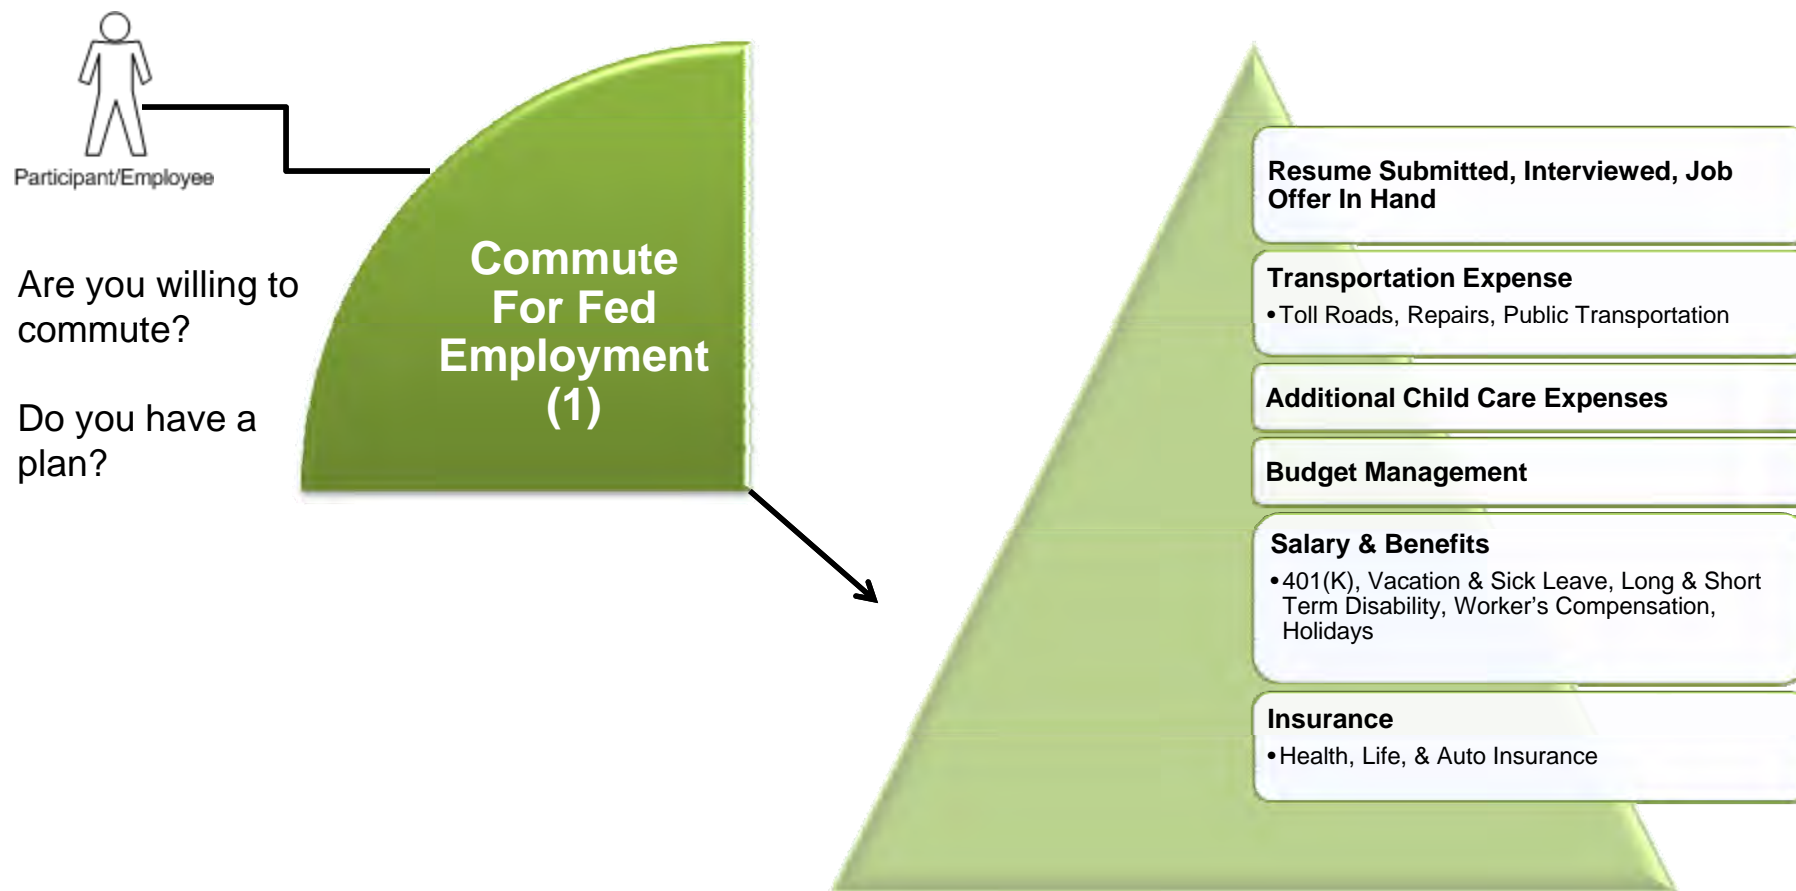 Participant/Employee
Are you willing to
commute?
Do you have a
plan?
Commute
For Fed
Employment
(1)
Resume Submitted, Interviewed, Job
Offer In Hand
Transportation Expense
•Toll Roads, Repairs, Public Transportation
Additional Child Care Expenses
Budget Management
Salary & Benefits
•401(K), Vacation & Sick Leave, Long & Short
Term Disability, Worker’s Compensation,
Holidays
Insurance
•Health, Life, & Auto Insurance